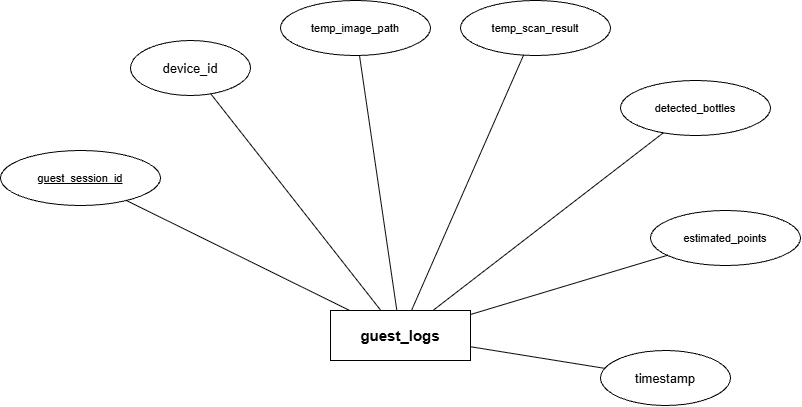 temp_image_path
temp_scan_result
device_id
detected_bottles
guest_session_id
estimated_points
guest_logs
timestamp